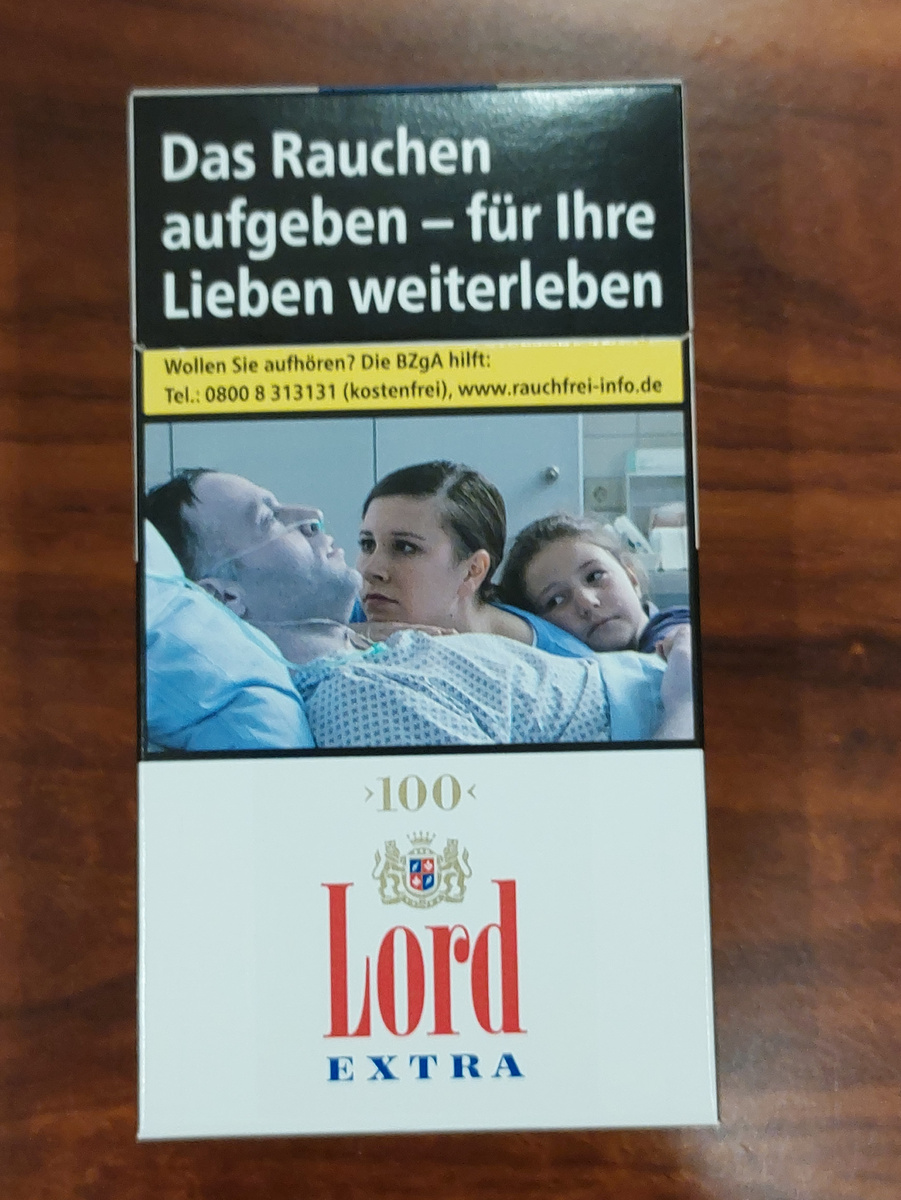 Das Rauchen
aufgeben – für Ihre
Lieben weiterleben
Wollen Sie aufhören? Die BZgA hilft:
Tel.: 0800 8 313131 (kostenfrei), www.rauchfrei-info.de
›100‹
Lord
EXTRA